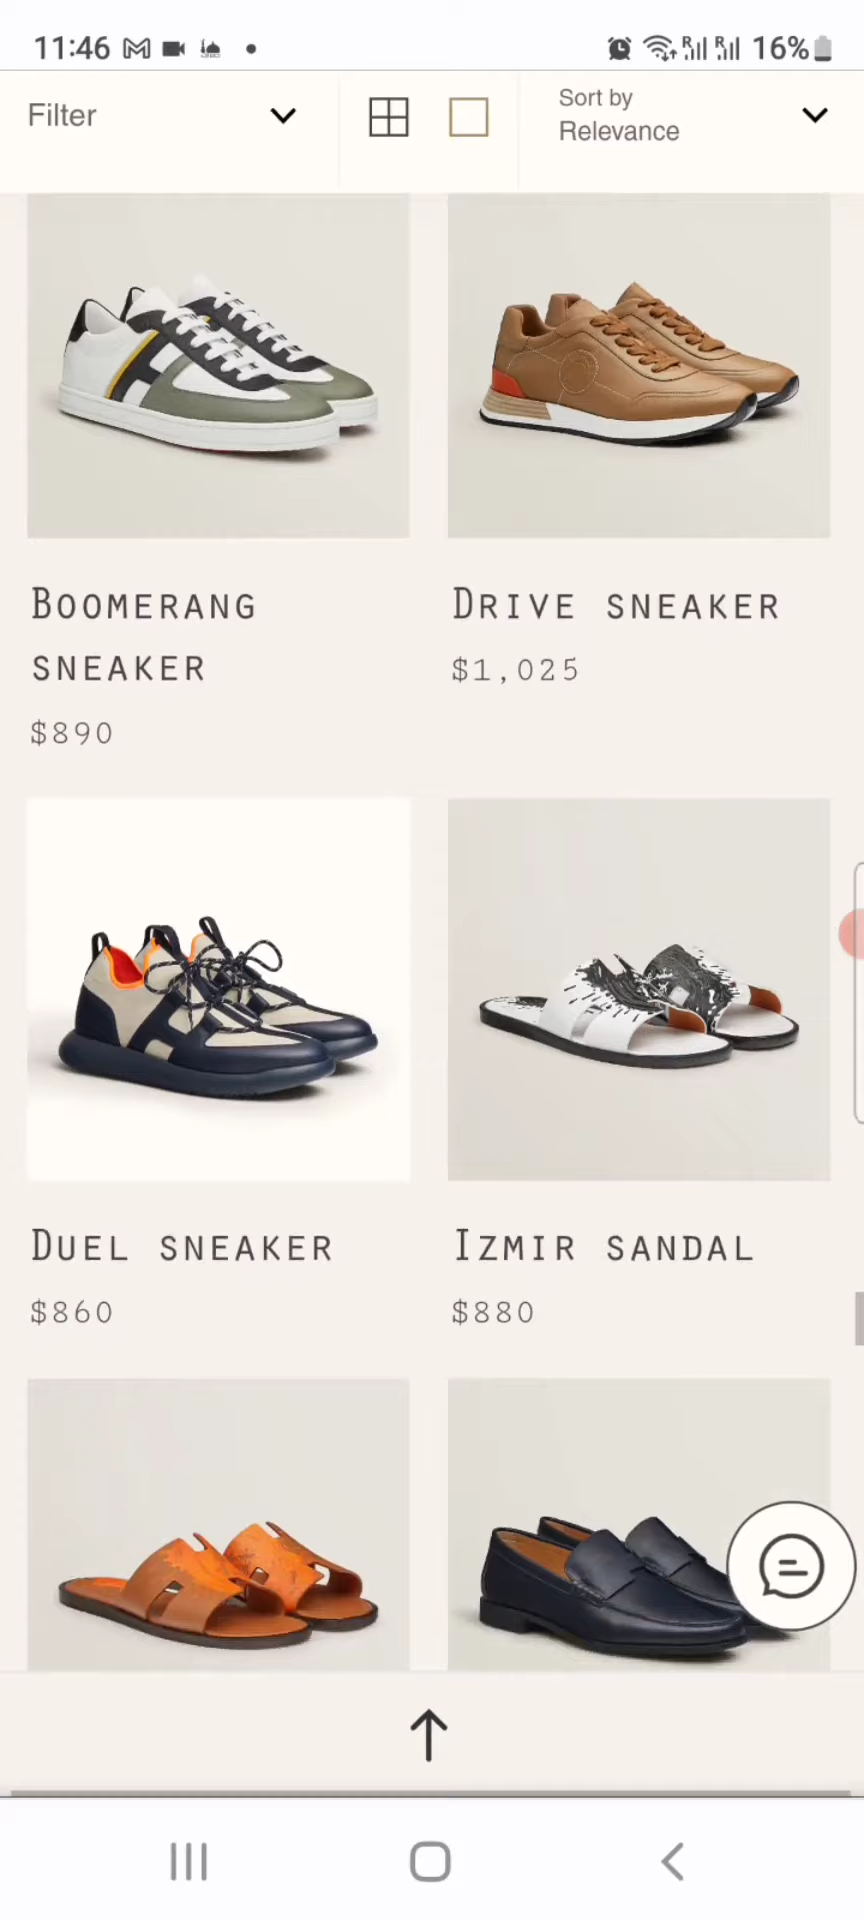 11:46
16%
Filter
Sort by
Relevance
BOOMERANG
SNEAKER
$890
DRIVE SNEAKER
$1,025
DUEL SNEAKER
$860
IZMIR SANDAL
$880